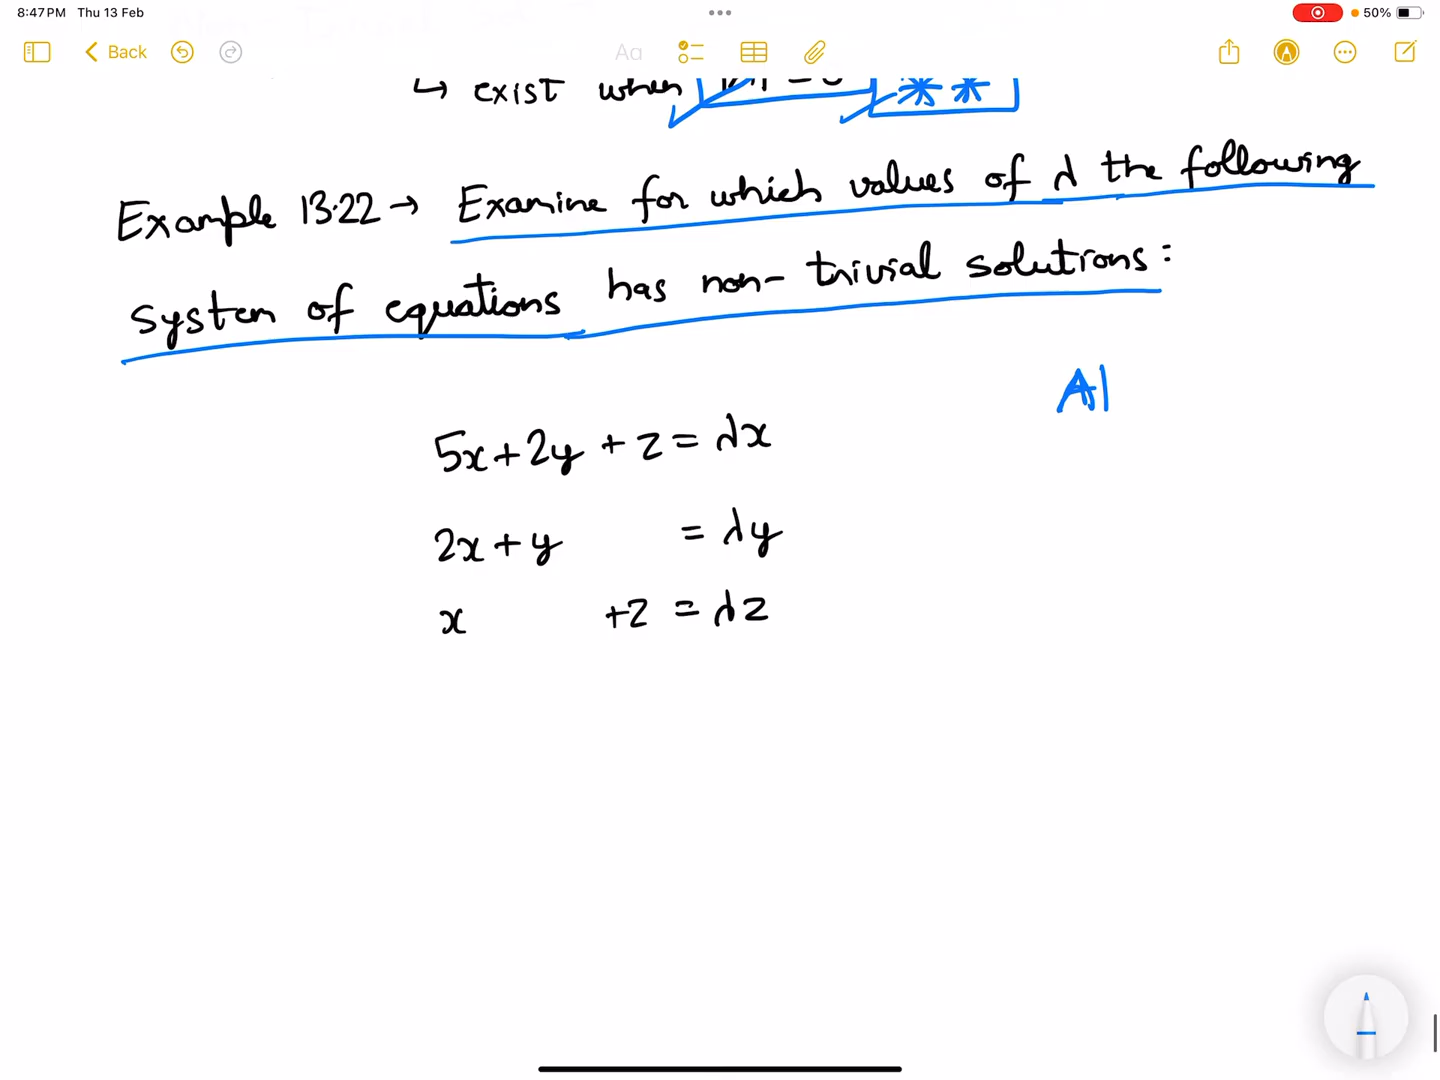 8:47 PM Thu 13 Feb
50%
Back
Aa
↳ exist when
Example 13.22 → Examine for which values of λ the following
system of equations has non-trivial solutions:
A|
5x+2y+z=λx
2x+y =λy
x +z=λz